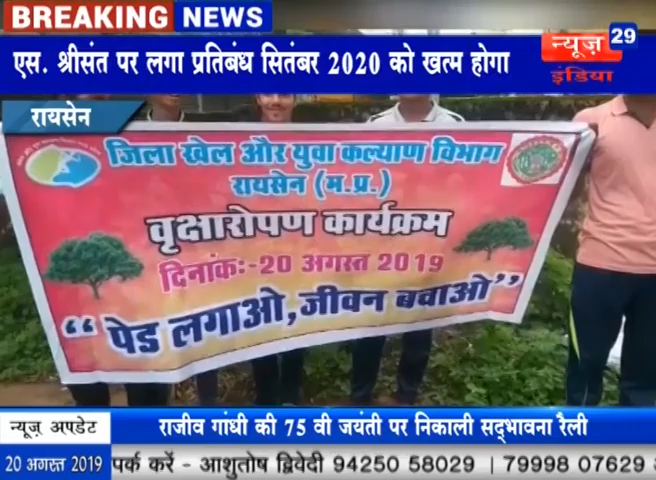 BREAKING NEWS
एस. श्रीसंत पर लगा प्रतिबंध सितंबर 2020 को खत्म होगा
न्यूज़ 29
इंडिया
रायसेन
जिला खेल और युवा कल्याण विभाग
रायसेन (म.प्र.)
वृक्षारोपण कार्यक्रम
दिनांकः-20 अगस्त 2019
“ पेड लगाओ, जीवन बचाओ ”
न्यूज़ अपडेट
राजीव गांधी की 75 वी जयंती पर निकाली सद्भावना रैली
20 अगस्त 2019
पर्क करें - आशुतोष द्विवेदी 94250 58029 | 79998 07629